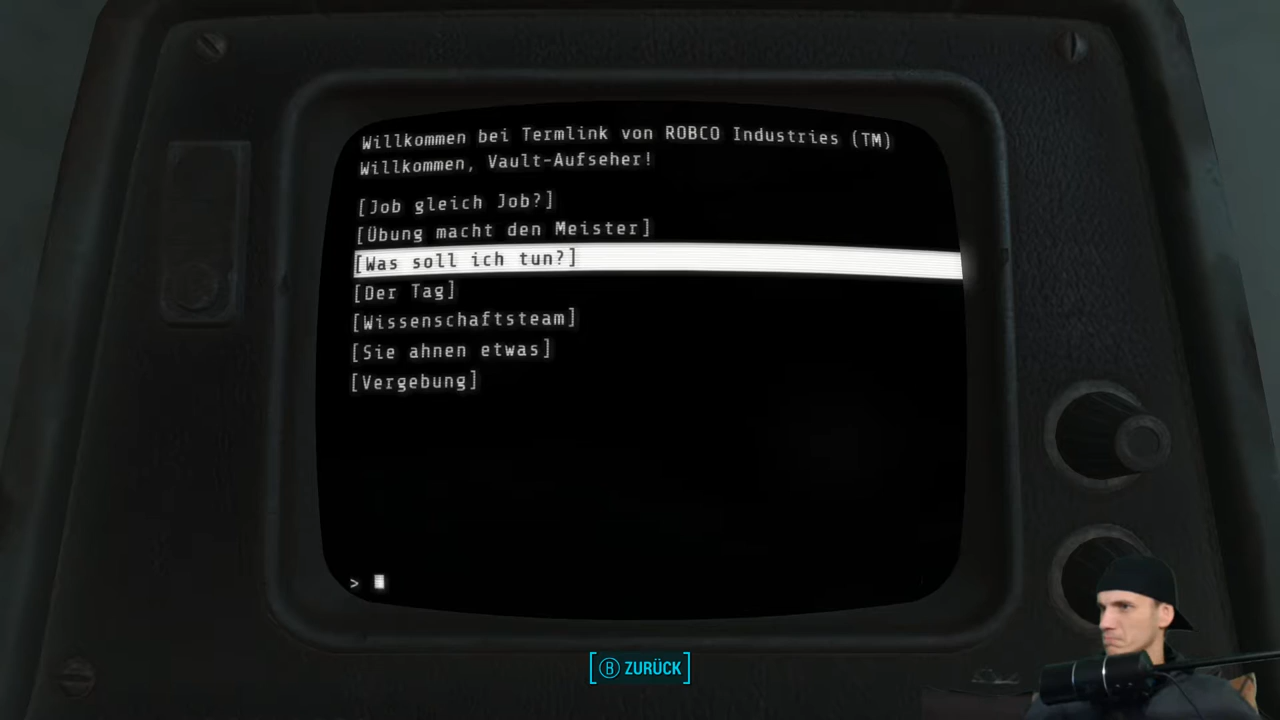 Willkommen bei Termlink von ROBCO Industries (TM)
Willkommen, Vault-Aufseher!
[Job gleich Job?]
[Übung macht den Meister]
[Was soll ich tun?]
[Der Tag]
[Wissenschaftsteam]
[Sie ahnen etwas]
[Vergebung]
>
[Ⓑ ZURÜCK]